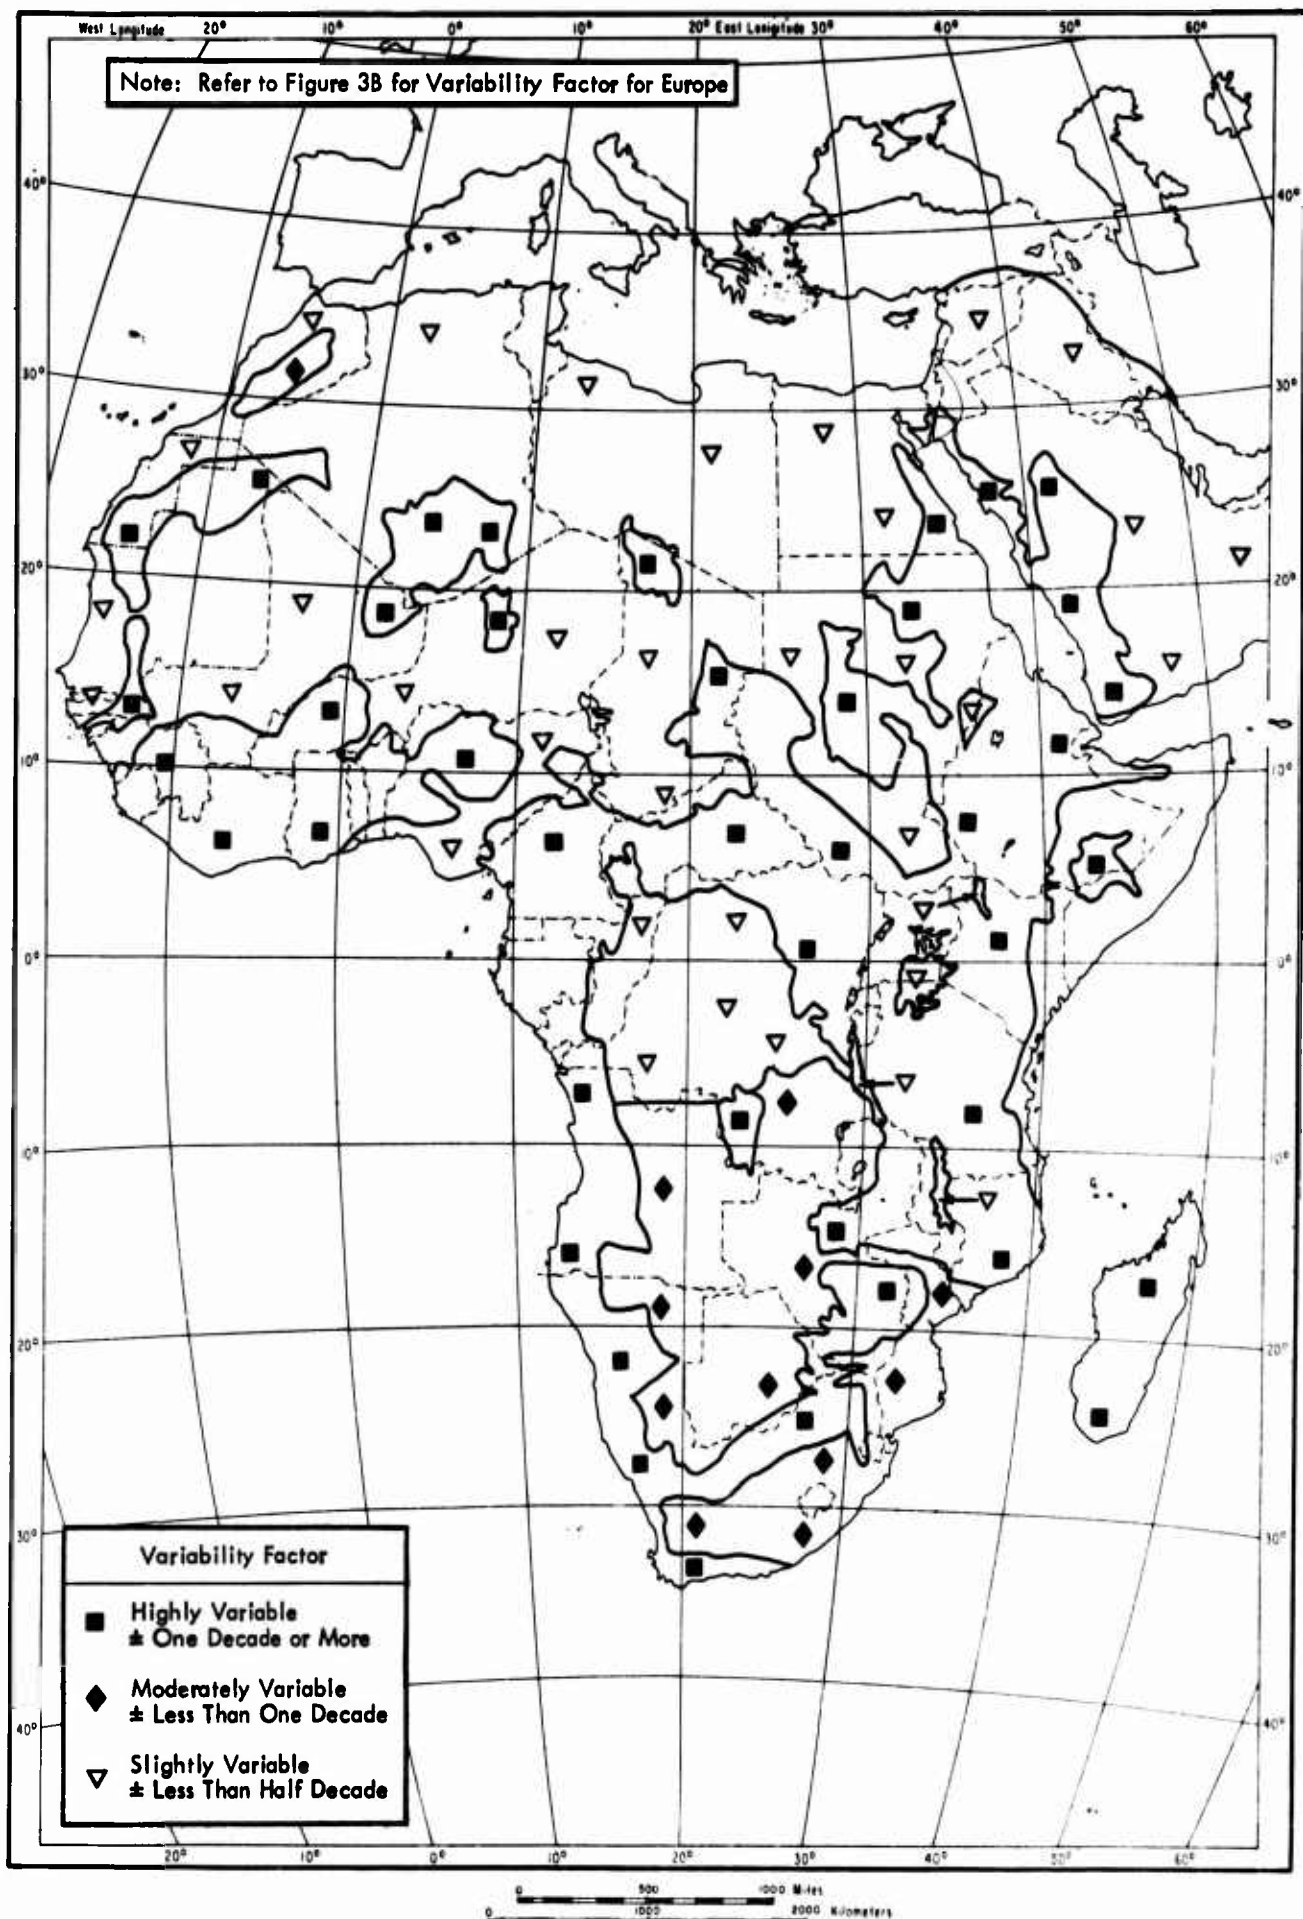 West Longitude 20° 10° 0° 10° 20° East Longitude 30° 40° 50° 60°
Note: Refer to Figure 3B for Variability Factor for Europe
40° 40°
30° 30°
20° 20°
10° 10°
0° 0°
10° 10°
20° 20°
30° 30°
40° 40°
Variability Factor
Highly Variable
± One Decade or More
Moderately Variable
± Less Than One Decade
Slightly Variable
± Less Than Half Decade
20° 10° 0° 10° 20° 30° 40° 50° 60°
0 500 1000 Miles
0 1000 2000 Kilometers